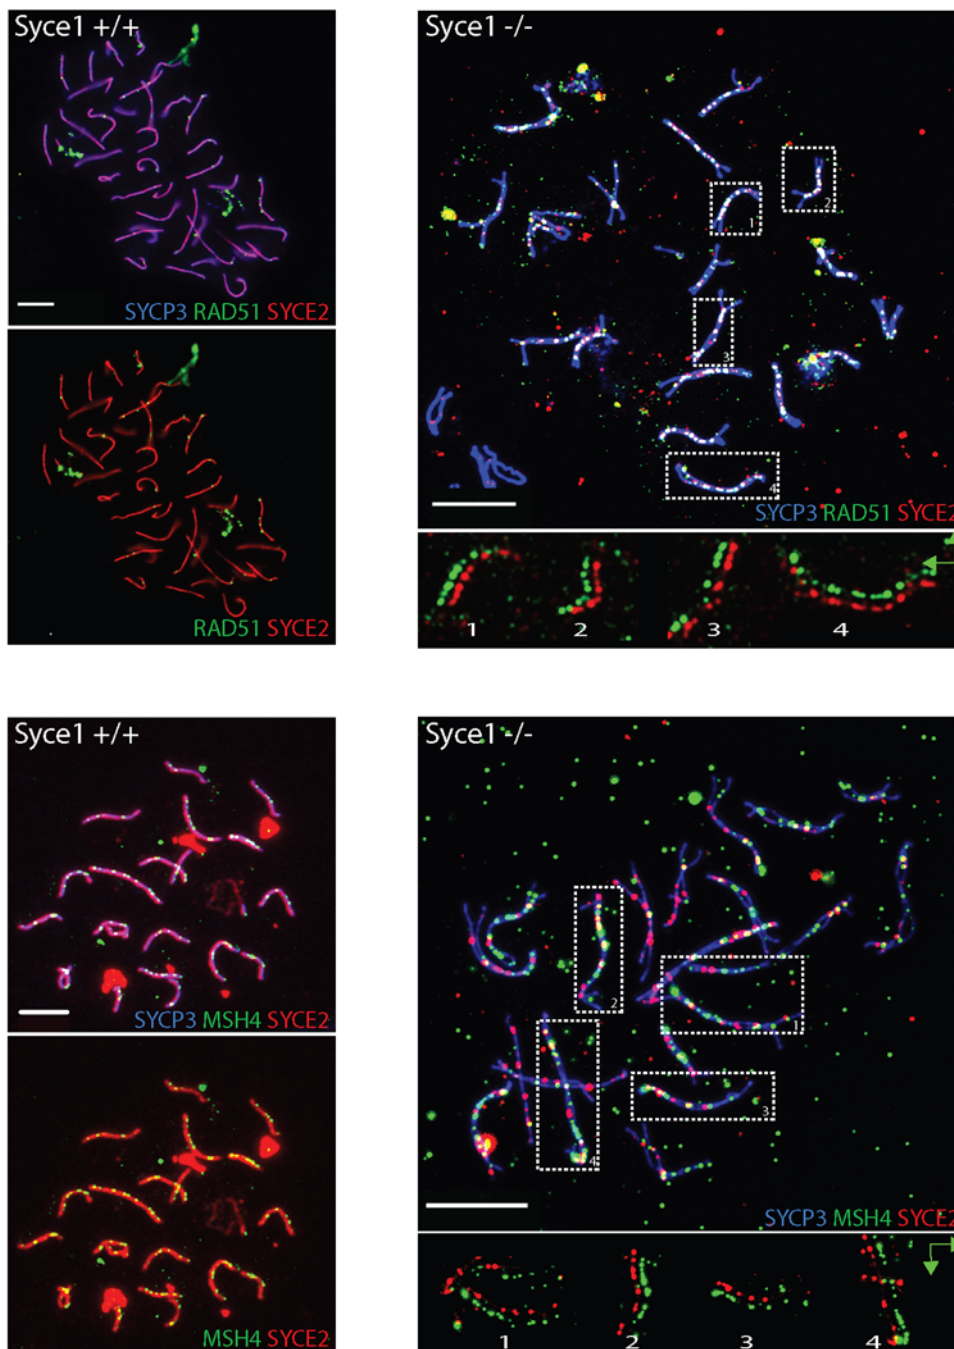 Syce1 +/+
SYCP3 RAD51 SYCE2
RAD51 SYCE2
Syce1 -/-
1
2
3
4
SYCP3 RAD51 SYCE2
1 2 3 4
Syce1 +/+
SYCP3 MSH4 SYCE2
MSH4 SYCE2
Syce1 -/-
2
1
3
4
SYCP3 MSH4 SYCE2
1 2 3 4